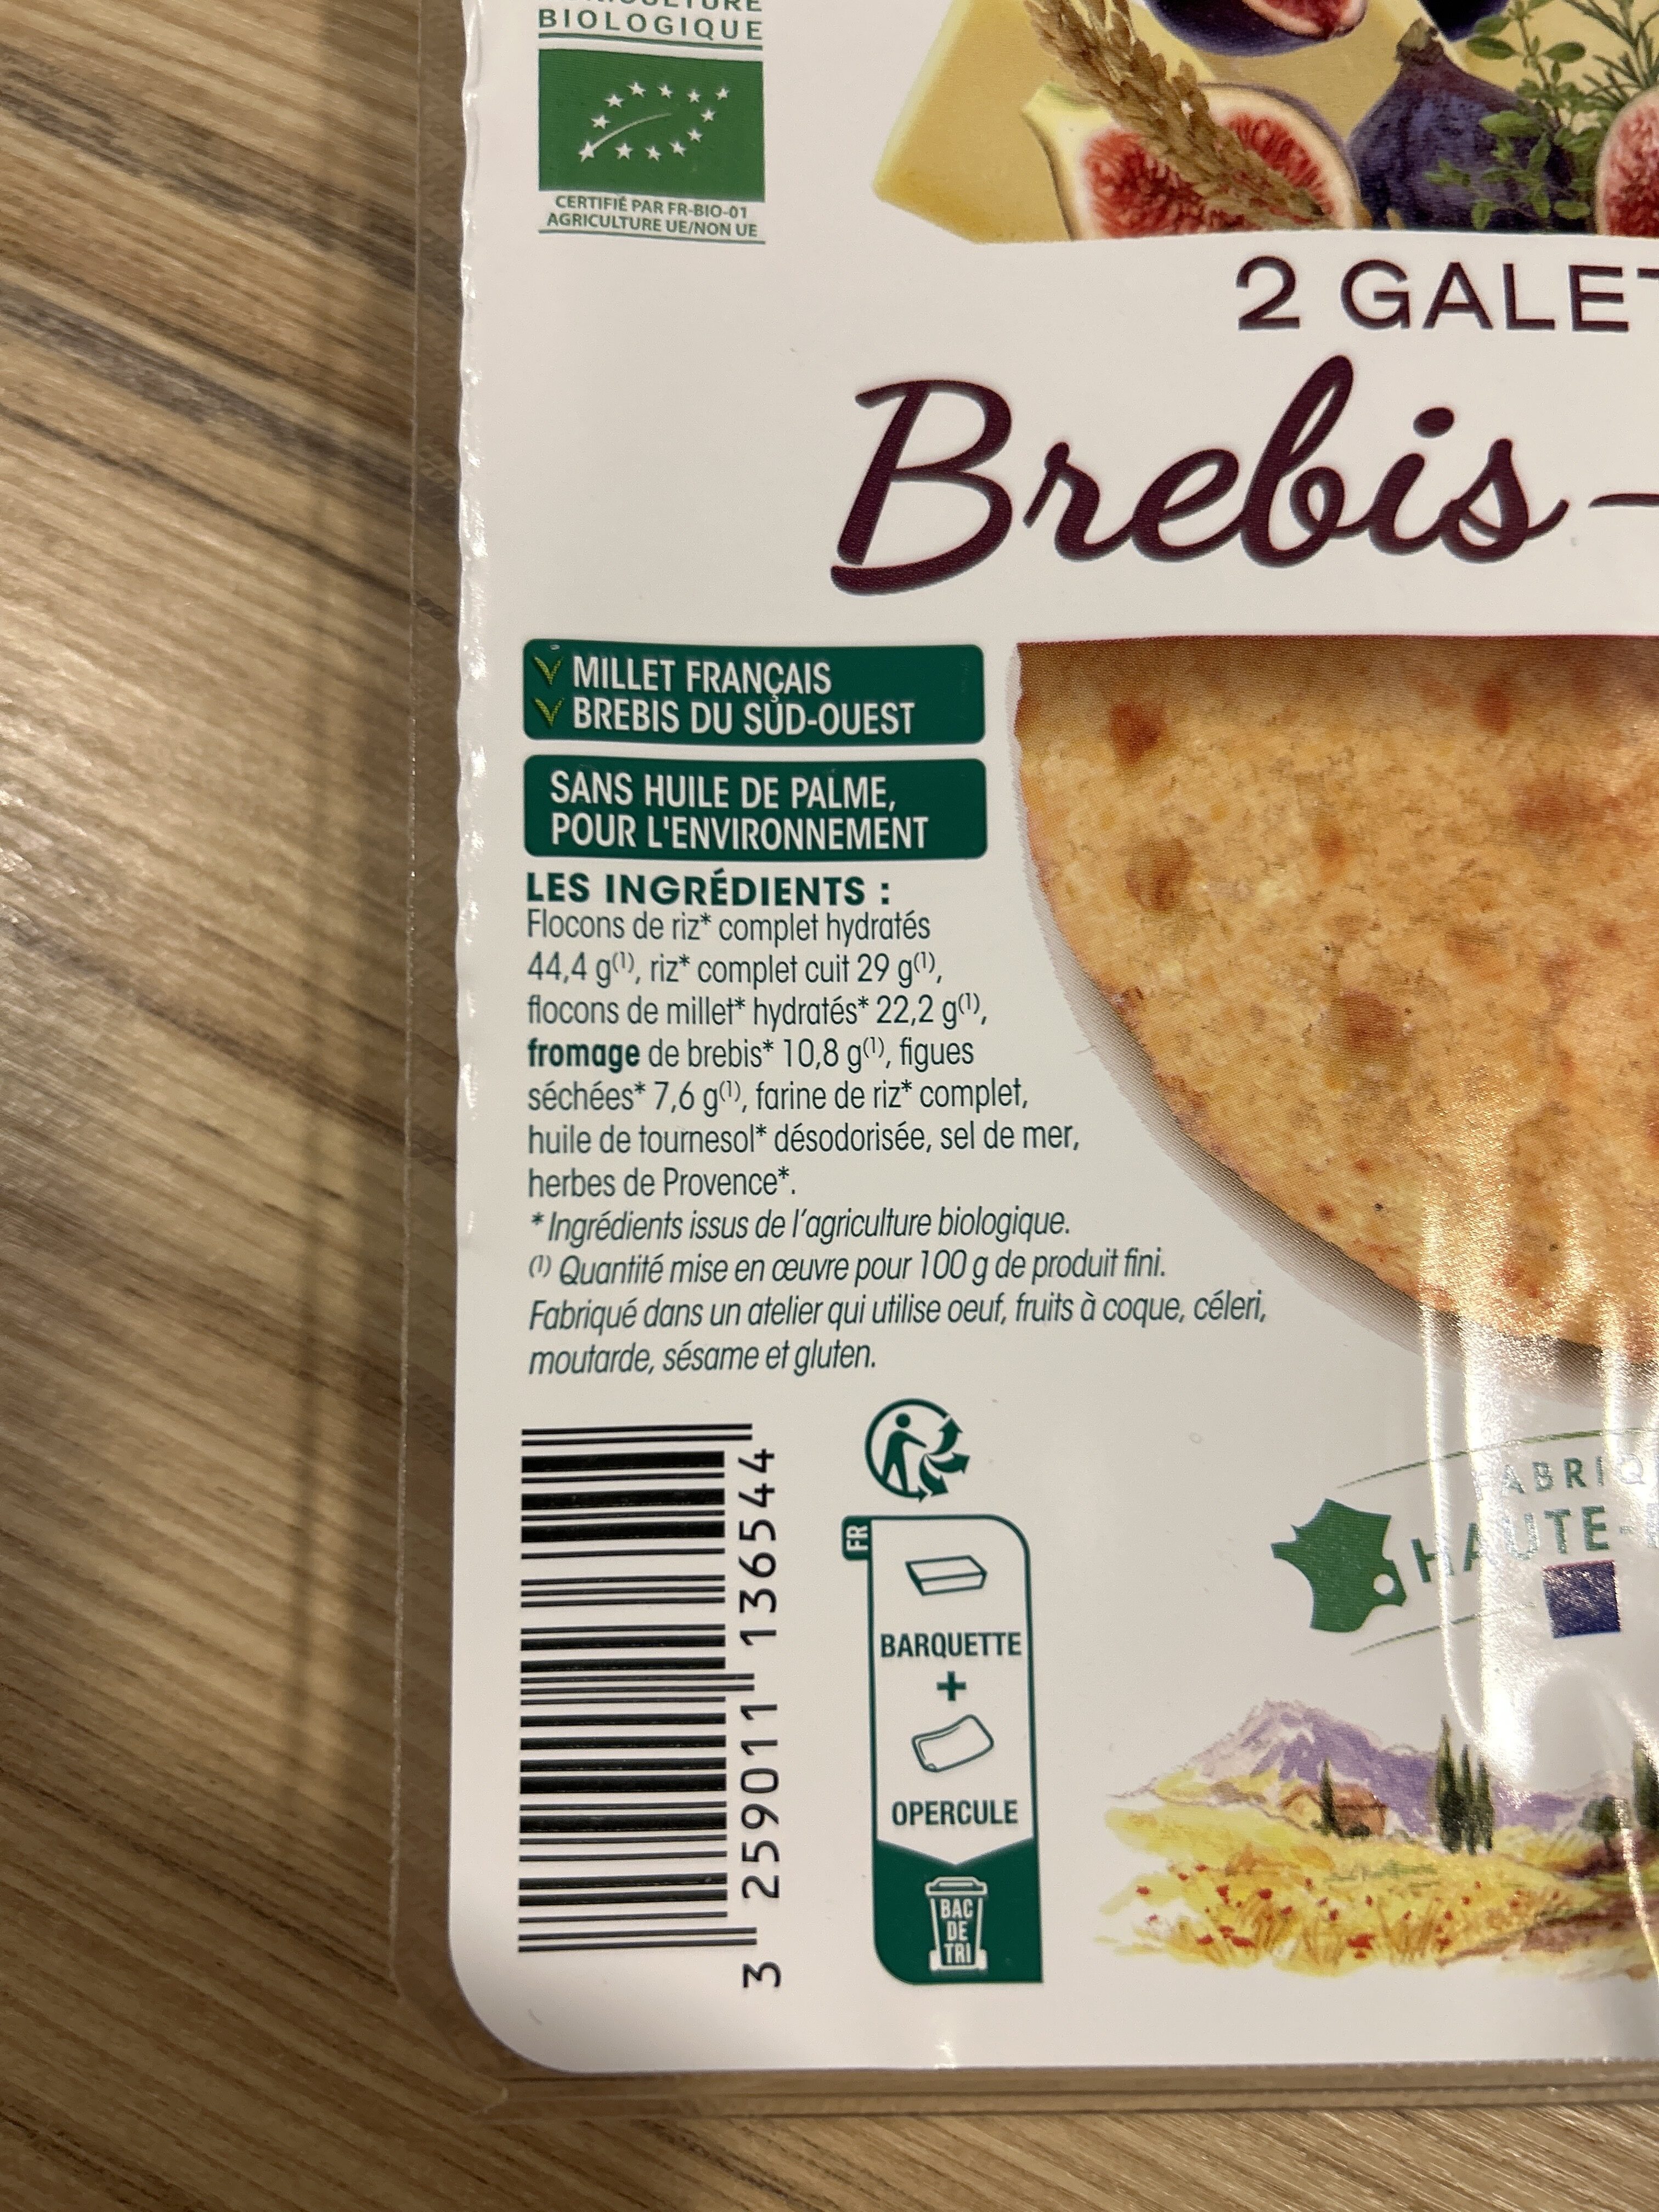 BIOLOGIQUE
CERTIFIÉ PAR FR-BIO-01
AGRICULTURE UE/NON UE
2 GALET
Brebis -
MILLET FRANÇAIS
BREBIS DU SUD-OUEST
SANS HUILE DE PALME,
POUR L'ENVIRONNEMENT
LES INGRÉDIENTS :
Flocons de riz* complet hydratés
44,4 g⁽¹⁾, riz* complet cuit 29 g⁽¹⁾,
flocons de millet* hydratés* 22,2 g⁽¹⁾,
fromage de brebis* 10,8 g⁽¹⁾, figues
séchées* 7,6 g⁽¹⁾, farine de riz* complet,
huile de tournesol* désodorisée, sel de mer,
herbes de Provence*.
* Ingrédients issus de l'agriculture biologique.
⁽¹⁾ Quantité mise en œuvre pour 100 g de produit fini.
Fabriqué dans un atelier qui utilise oeuf, fruits à coque, céleri,
moutarde, sésame et gluten.
3 259011 136544
FR
BARQUETTE
+
OPERCULE
BAC
DE
TRI
FABRIQ
HAUTE-